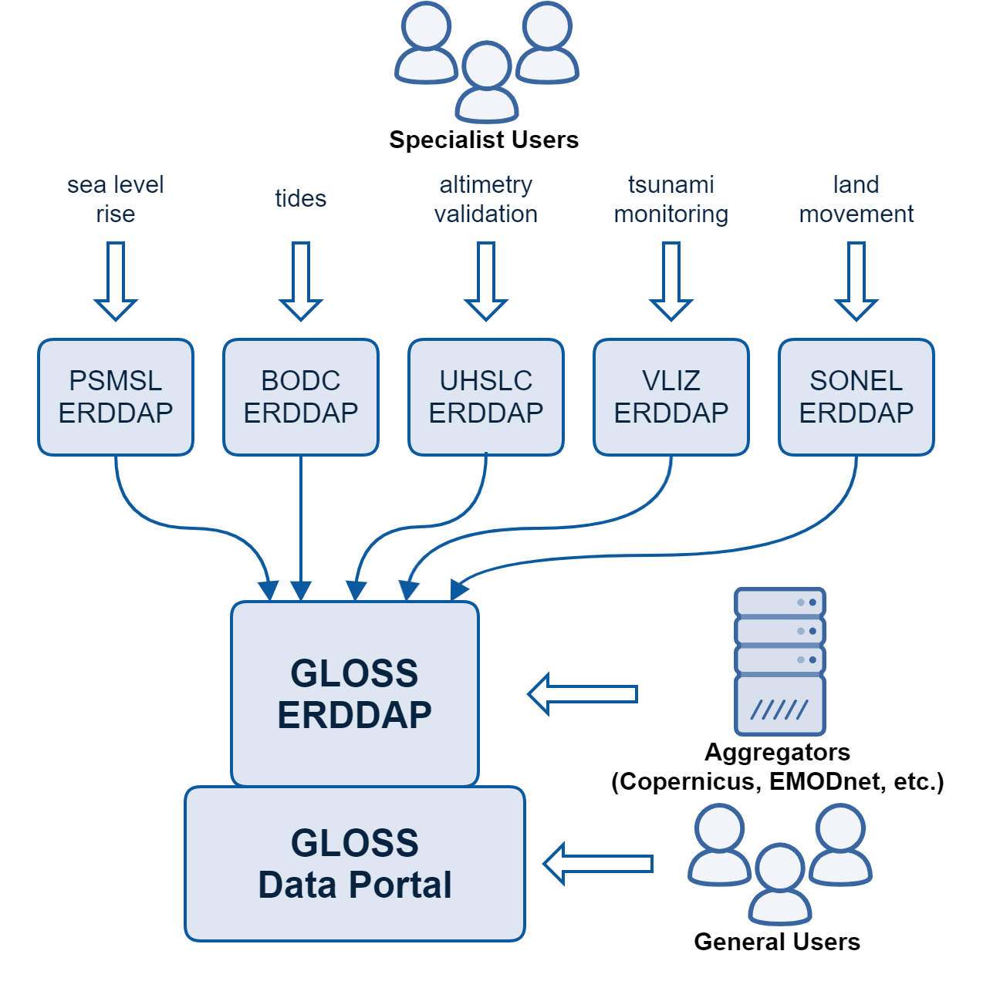 Specialist Users
sea level
rise
tides
altimetry
validation
tsunami
monitoring
land
movement
PSMSL
ERDDAP
BODC
ERDDAP
UHSLC
ERDDAP
VLIZ
ERDDAP
SONEL
ERDDAP
GLOSS
ERDDAP
Aggregators
(Copernicus, EMODnet, etc.)
GLOSS
Data Portal
General Users